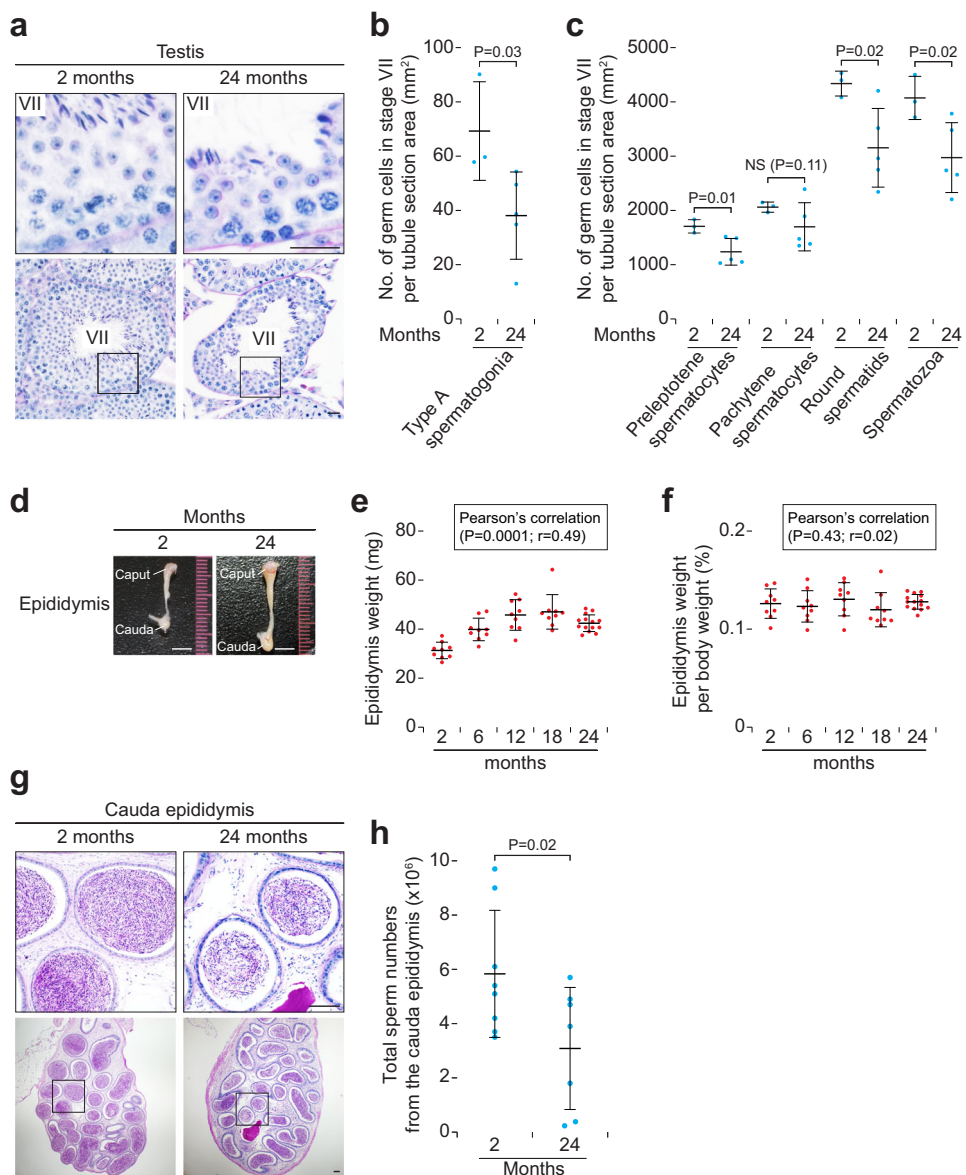 a
Testis
2 months
24 months
VII
VII
VII
VII
b
No. of germ cells in stage VII
per tubule section area (mm²)
100
80
60
40
20
0
P=0.03
Months
2
24
Type A
spermatogonia
c
No. of germ cells in stage VII
per tubule section area (mm²)
5000
4000
3000
2000
1000
0
P=0.01
NS (P=0.11)
P=0.02
P=0.02
Months
2 24 2 24 2 24 2 24
Preleptotene
spermatocytes
Pachytene
spermatocytes
Round
spermatids
Spermatozoa
d
Months
2
24
Epididymis
Caput
Cauda
Caput
Cauda
e
Epididymis weight (mg)
80
60
40
20
0
Pearson's correlation
(P=0.0001; r=0.49)
2 6 12 18 24
months
f
Epididymis weight
per body weight (%)
0.2
0.1
0
Pearson's correlation
(P=0.43; r=0.02)
2 6 12 18 24
months
g
Cauda epididymis
2 months
24 months
h
Total sperm numbers
from the cauda epididymis (x10⁶)
10
8
6
4
2
0
P=0.02
2
24
Months